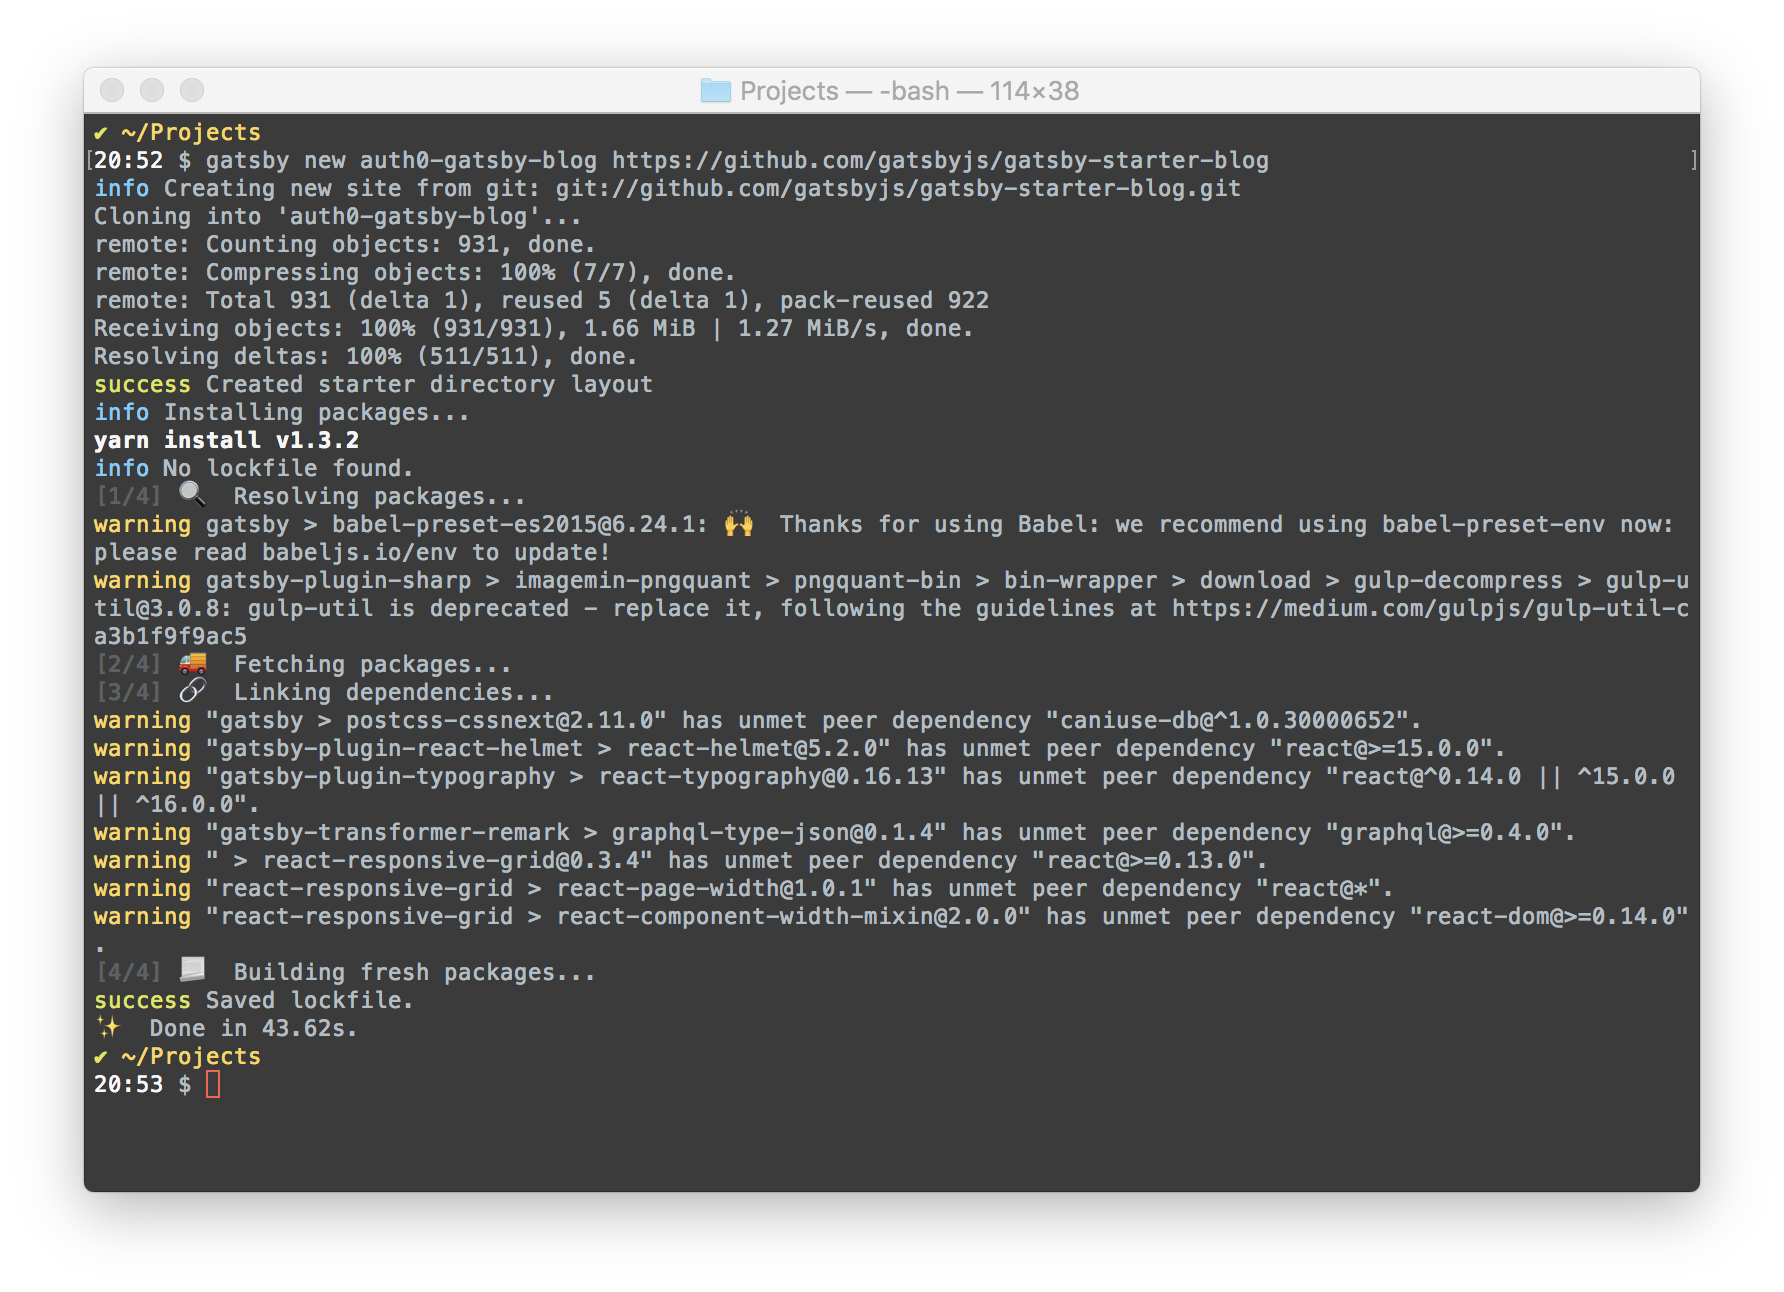 Projects — -bash — 114×38
✔ ~/Projects
[20:52 $ gatsby new auth0-gatsby-blog https://github.com/gatsbyjs/gatsby-starter-blog ]
info Creating new site from git: git://github.com/gatsbyjs/gatsby-starter-blog.git
Cloning into 'auth0-gatsby-blog'...
remote: Counting objects: 931, done.
remote: Compressing objects: 100% (7/7), done.
remote: Total 931 (delta 1), reused 5 (delta 1), pack-reused 922
Receiving objects: 100% (931/931), 1.66 MiB | 1.27 MiB/s, done.
Resolving deltas: 100% (511/511), done.
success Created starter directory layout
info Installing packages...
yarn install v1.3.2
info No lockfile found.
[1/4] 🔍  Resolving packages...
warning gatsby > babel-preset-es2015@6.24.1: 🙌  Thanks for using Babel: we recommend using babel-preset-env now:
please read babeljs.io/env to update!
warning gatsby-plugin-sharp > imagemin-pngquant > pngquant-bin > bin-wrapper > download > gulp-decompress > gulp-u
til@3.0.8: gulp-util is deprecated - replace it, following the guidelines at https://medium.com/gulpjs/gulp-util-c
a3b1f9f9ac5
[2/4] 🚚  Fetching packages...
[3/4] 🔗  Linking dependencies...
warning "gatsby > postcss-cssnext@2.11.0" has unmet peer dependency "caniuse-db@^1.0.30000652".
warning "gatsby-plugin-react-helmet > react-helmet@5.2.0" has unmet peer dependency "react@>=15.0.0".
warning "gatsby-plugin-typography > react-typography@0.16.13" has unmet peer dependency "react@^0.14.0 || ^15.0.0
|| ^16.0.0".
warning "gatsby-transformer-remark > graphql-type-json@0.1.4" has unmet peer dependency "graphql@>=0.4.0".
warning " > react-responsive-grid@0.3.4" has unmet peer dependency "react@>=0.13.0".
warning "react-responsive-grid > react-page-width@1.0.1" has unmet peer dependency "react@*".
warning "react-responsive-grid > react-component-width-mixin@2.0.0" has unmet peer dependency "react-dom@>=0.14.0"
.
[4/4] 📃  Building fresh packages...
success Saved lockfile.
✨  Done in 43.62s.
✔ ~/Projects
20:53 $